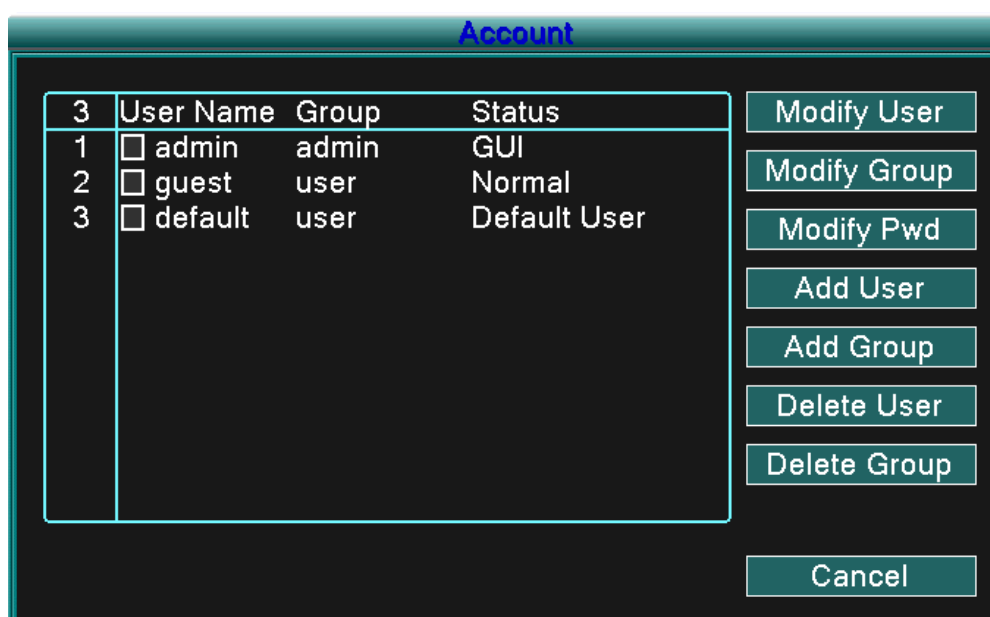 Account
3 User Name Group Status
1 admin admin GUI
2 guest user Normal
3 default user Default User
Modify User
Modify Group
Modify Pwd
Add User
Add Group
Delete User
Delete Group
Cancel